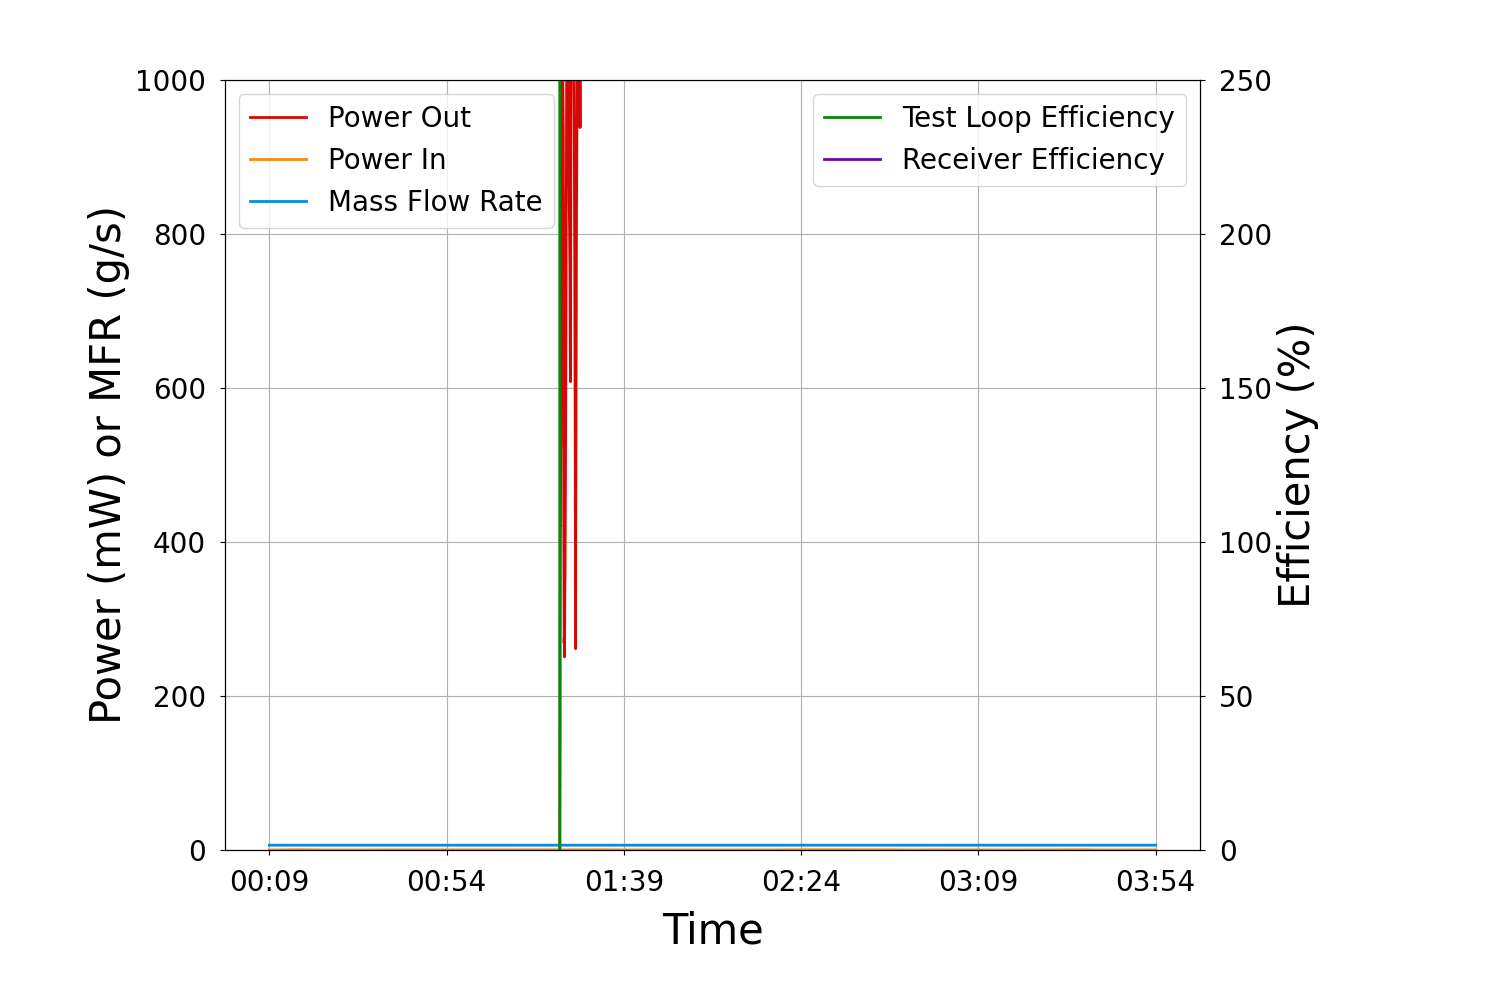 Power (mW) or MFR (g/s)
1000
800
600
400
200
0
Power Out
Power In
Mass Flow Rate
Test Loop Efficiency
Receiver Efficiency
250
200
150
100
50
0
Efficiency (%)
00:09 00:54 01:39 02:24 03:09 03:54
Time